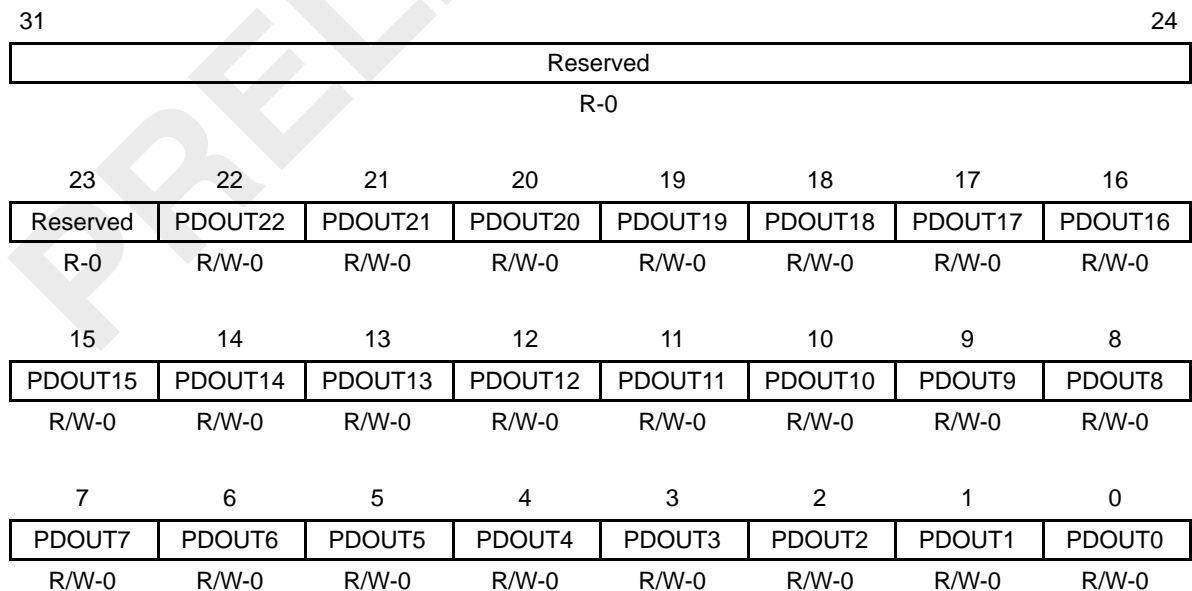 31 24
Reserved
R-0
23 22 21 20 19 18 17 16
Reserved PDOUT22 PDOUT21 PDOUT20 PDOUT19 PDOUT18 PDOUT17 PDOUT16
R-0 R/W-0 R/W-0 R/W-0 R/W-0 R/W-0 R/W-0 R/W-0
15 14 13 12 11 10 9 8
PDOUT15 PDOUT14 PDOUT13 PDOUT12 PDOUT11 PDOUT10 PDOUT9 PDOUT8
R/W-0 R/W-0 R/W-0 R/W-0 R/W-0 R/W-0 R/W-0 R/W-0
7 6 5 4 3 2 1 0
PDOUT7 PDOUT6 PDOUT5 PDOUT4 PDOUT3 PDOUT2 PDOUT1 PDOUT0
R/W-0 R/W-0 R/W-0 R/W-0 R/W-0 R/W-0 R/W-0 R/W-0